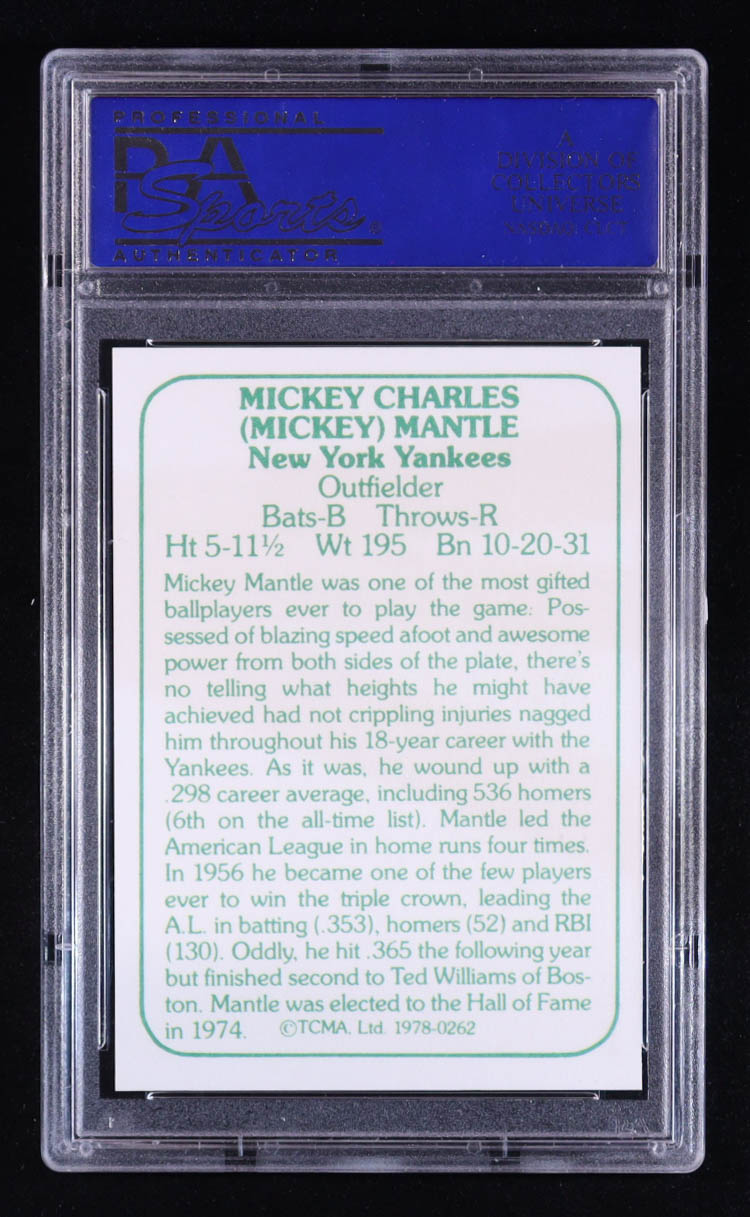 PROFESSIONAL
PSA
Sports®
AUTHENTICATOR
A
DIVISION OF
COLLECTORS
UNIVERSE
NASDAQ: CLCT
MICKEY CHARLES
(MICKEY) MANTLE
New York Yankees
Outfielder
Bats-B Throws-R
Ht 5-11½ Wt 195 Bn 10-20-31
Mickey Mantle was one of the most gifted
ballplayers ever to play the game: Pos-
sessed of blazing speed afoot and awesome
power from both sides of the plate, there's
no telling what heights he might have
achieved had not crippling injuries nagged
him throughout his 18-year career with the
Yankees. As it was, he wound up with a
.298 career average, including 536 homers
(6th on the all-time list). Mantle led the
American League in home runs four times.
In 1956 he became one of the few players
ever to win the triple crown, leading the
A.L. in batting (.353), homers (52) and RBI
(130). Oddly, he hit .365 the following year
but finished second to Ted Williams of Bos-
ton. Mantle was elected to the Hall of Fame
in 1974. ©TCMA, Ltd. 1978-0262